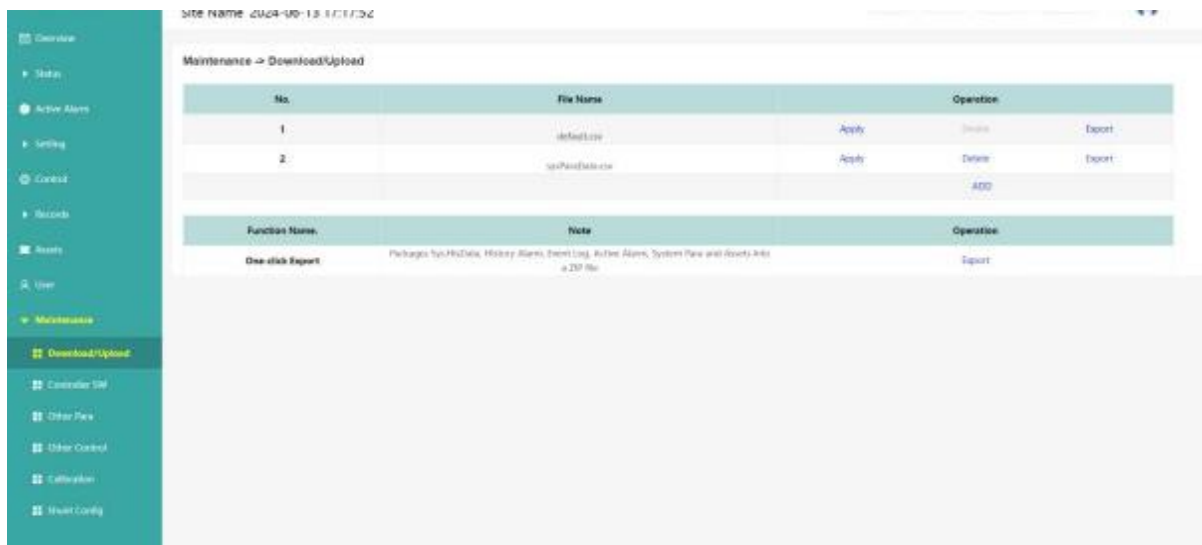 Site Name 2024-06-13 17:17:52
Overview
Status
Active Alarm
Setting
Control
Records
Assets
User
Maintenance
Download/Upload
Controller SW
Other Para
Other Control
Calibration
Shunt Config
Maintenance -> Download/Upload
No. File Name Operation
1 default.csv Apply Delete Export
2 sysParaData.csv Apply Delete Export
ADD
Function Name. Note Operation
One click Export Packages Sys.HisData, History Alarm, Event Log, Active Alarm, System Para and Assets into Export
a ZIP file